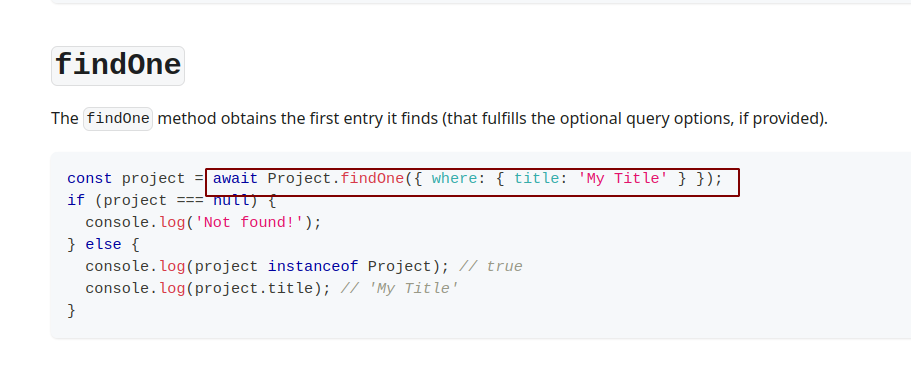 findOne
The findOne method obtains the first entry it finds (that fulfills the optional query options, if provided).
const project = await Project.findOne({ where: { title: 'My Title' } });
if (project === null) {
  console.log('Not found!');
} else {
  console.log(project instanceof Project); // true
  console.log(project.title); // 'My Title'
}